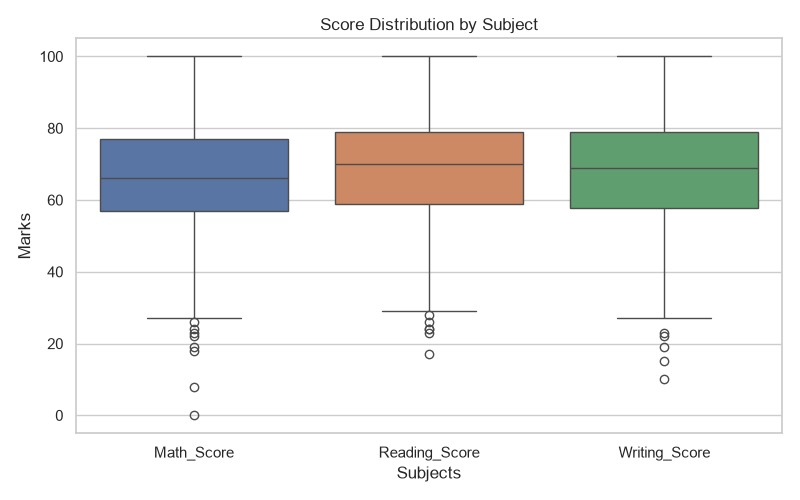 Score Distribution by Subject
100
80
60
40
20
0
Marks
Math_Score
Reading_Score
Writing_Score
Subjects